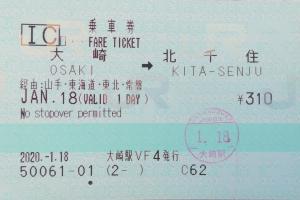 IC 乗車券
FARE TICKET
大崎 → 北千住
OSAKI KITA-SENJU
経由:山手・東海道・東北・常磐
JAN.18(VALID 1 DAY) ¥310
No stopover permitted
1.18
大崎駅
2020.-1.18 大崎駅VF4発行
50061-01 (2- ) C62